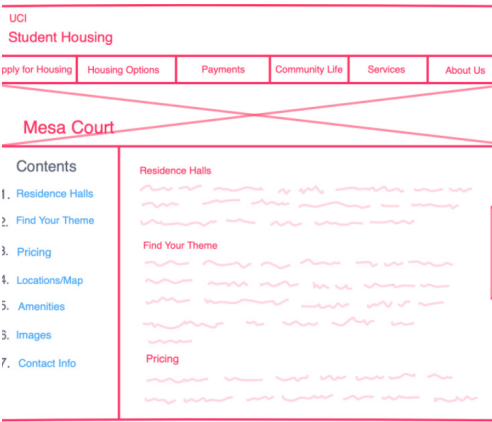 UCI
Student Housing
pply for Housing Housing Options Payments Community Life Services About Us
Mesa Court
Contents
1. Residence Halls
2. Find Your Theme
3. Pricing
4. Locations/Map
5. Amenities
6. Images
7. Contact Info
Residence Halls
Find Your Theme
Pricing